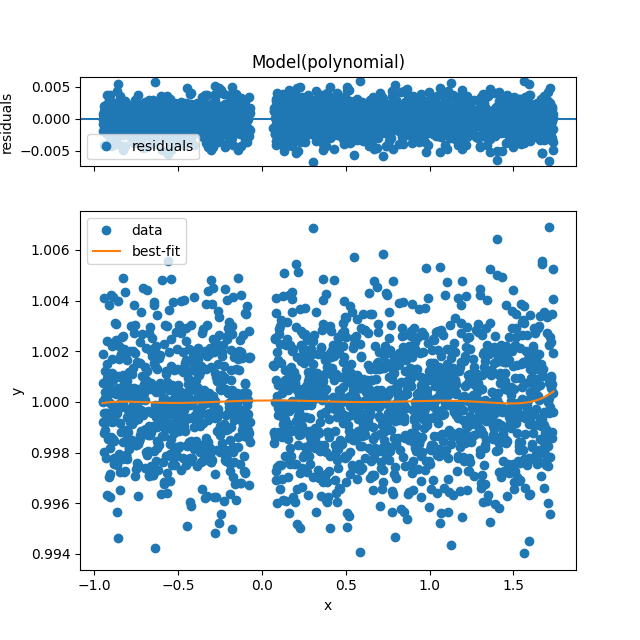 Model(polynomial)
0.005
0.000
−0.005
residuals
residuals
data
best-fit
1.006
1.004
1.002
1.000
0.998
0.996
0.994
y
−1.0 −0.5 0.0 0.5 1.0 1.5
x